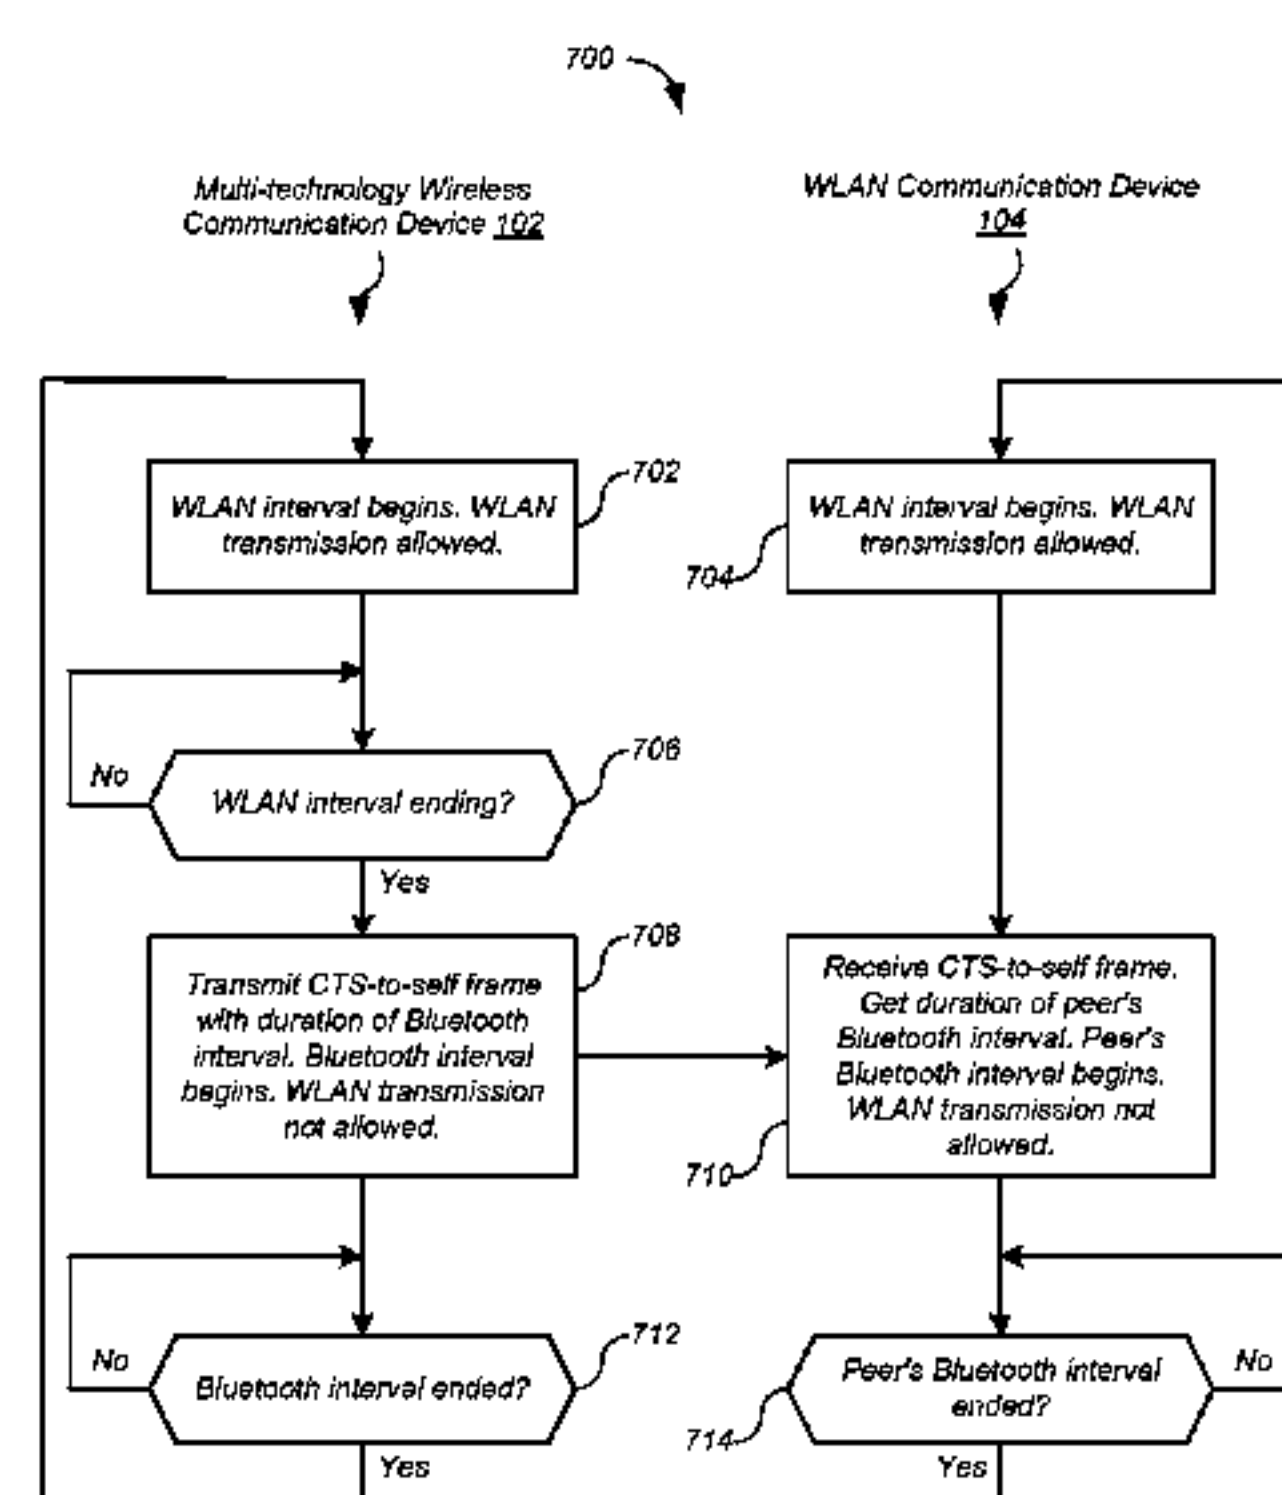 700
Multi-technology Wireless
Communication Device 102
WLAN Communication Device
104
WLAN interval begins. WLAN
transmission allowed.
702
WLAN interval begins. WLAN
transmission allowed.
704
706
No
WLAN interval ending?
Yes
708
Transmit CTS-to-self frame
with duration of Bluetooth
interval. Bluetooth interval
begins. WLAN transmission
not allowed.
Receive CTS-to-self frame.
Get duration of peer's
Bluetooth interval. Peer's
Bluetooth interval begins.
WLAN transmission not
allowed.
710
712
No
Bluetooth interval ended?
Yes
Peer's Bluetooth interval
ended?
No
714
Yes